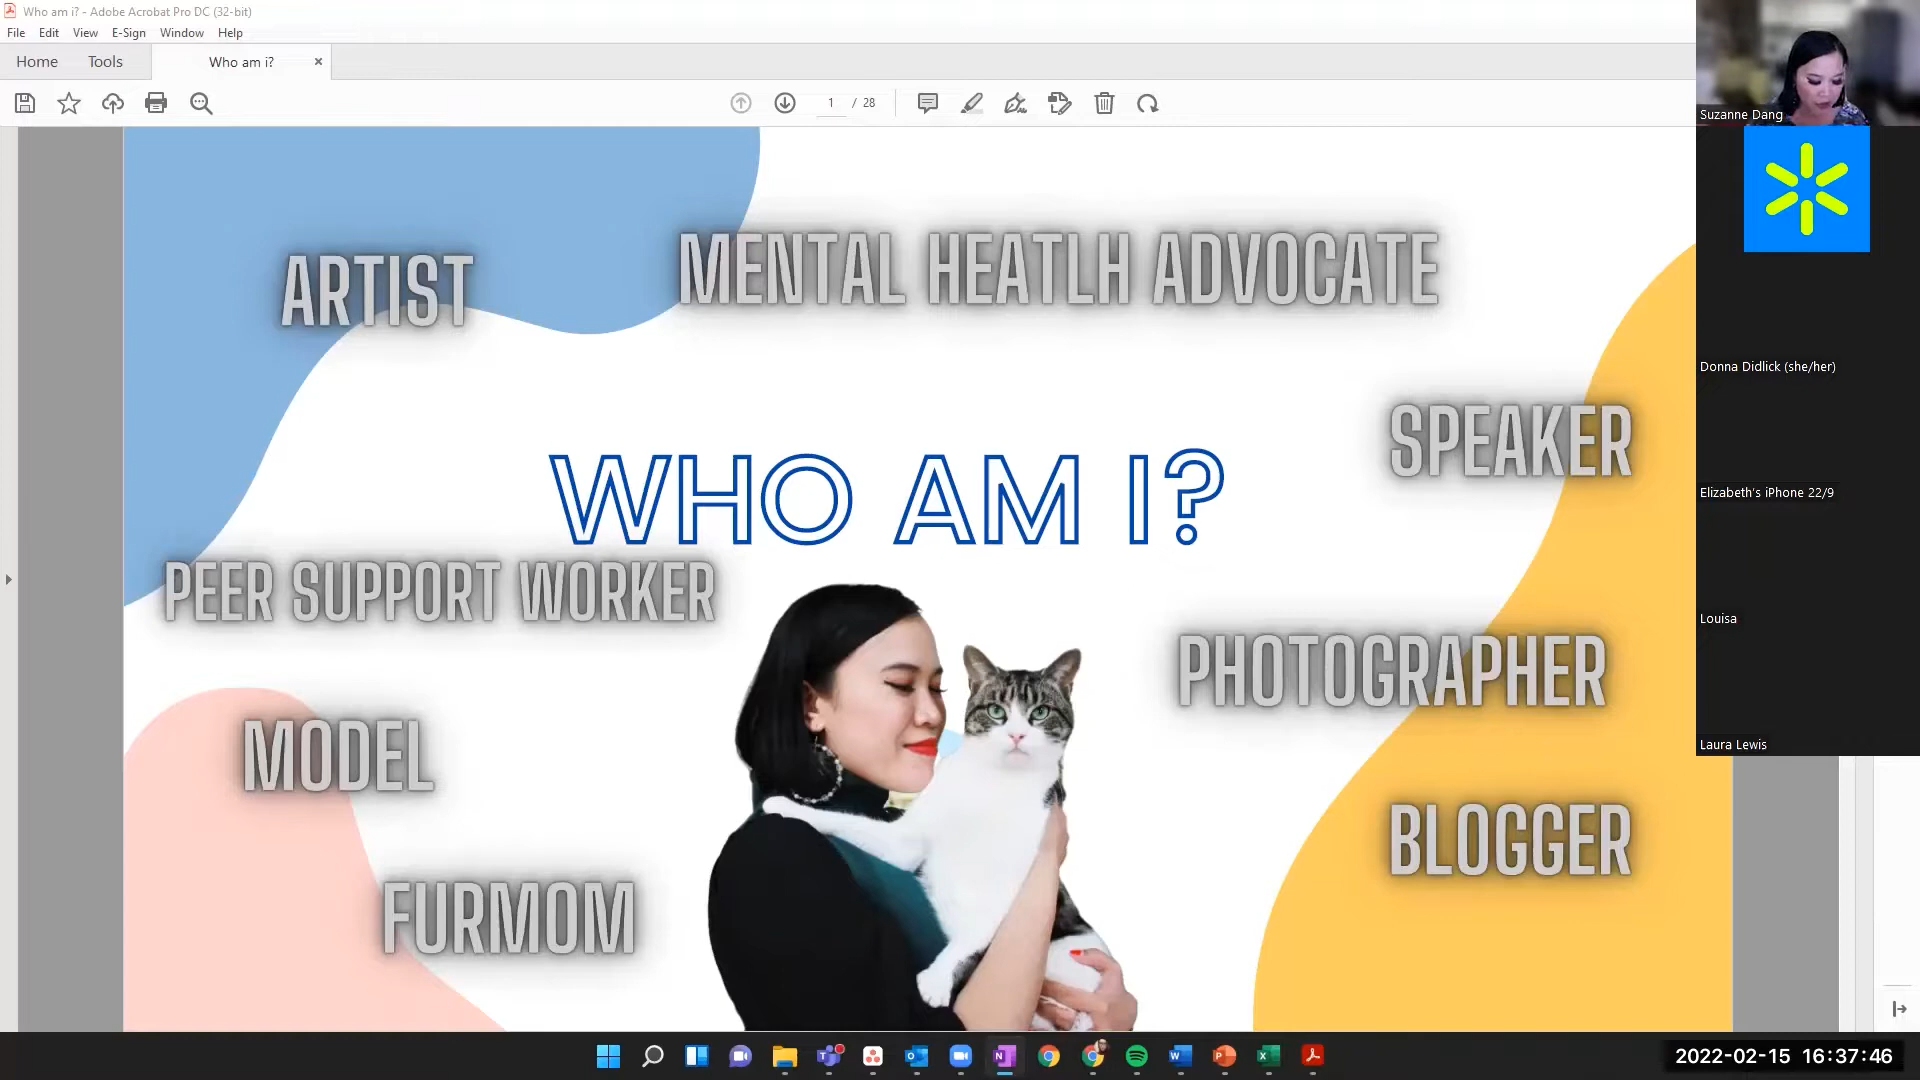 Who am i? - Adobe Acrobat Pro DC (32-bit)
File Edit View E-Sign Window Help
Home Tools Who am i? ×
1 / 28
Suzanne Dang
ARTIST
MENTAL HEATLH ADVOCATE
Donna Didlick (she/her)
SPEAKER
WHO AM I?
Elizabeth's iPhone 22/9
PEER SUPPORT WORKER
Louisa
PHOTOGRAPHER
MODEL
Laura Lewis
BLOGGER
FURMOM
2022-02-15 16:37:46